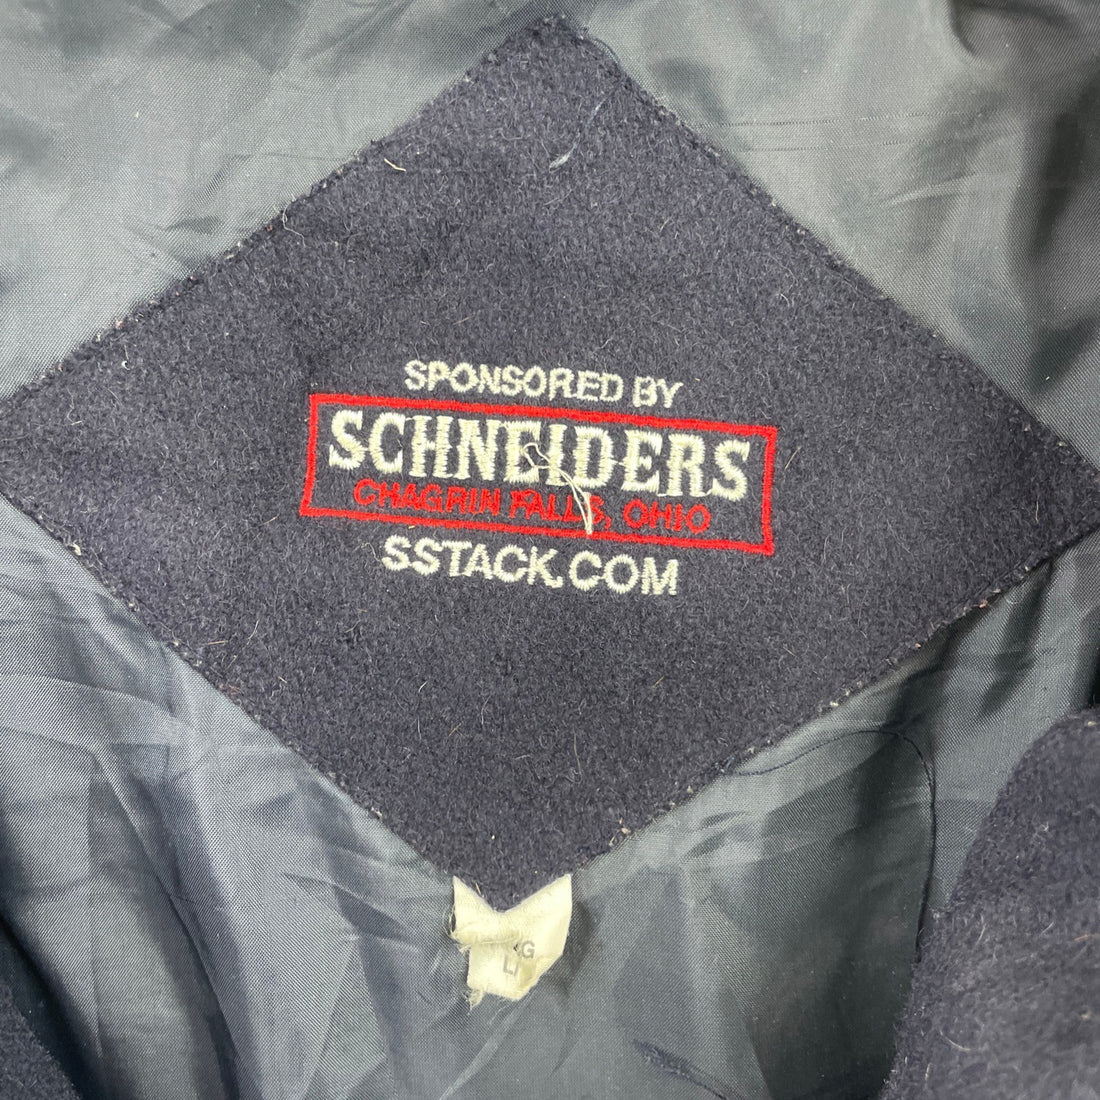 SPONSORED BY
SCHNEIDERS
CHAGRIN FALLS, OHIO
SSTACK.COM